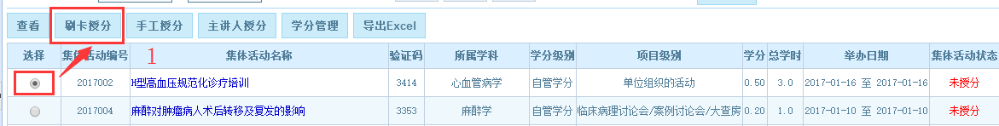 查看 刷卡授分 手工授分 主讲人授分 学分管理 导出Excel
1
选择 集体活动编号 集体活动名称 验证码 所属学科 学分级别 项目级别 学分 总学时 举办日期 集体活动状态
2017002 H型高血压规范化诊疗培训 3414 心血管病学 自管学分 单位组织的活动 0.50 3.0 2017-01-16 至 2017-01-16 未授分
2017004 麻醉对肿瘤病人术后转移及复发的影响 3353 麻醉学 自管学分 临床病理讨论会/案例讨论会/大查房 0.20 1.0 2017-01-10 至 2017-01-10 未授分